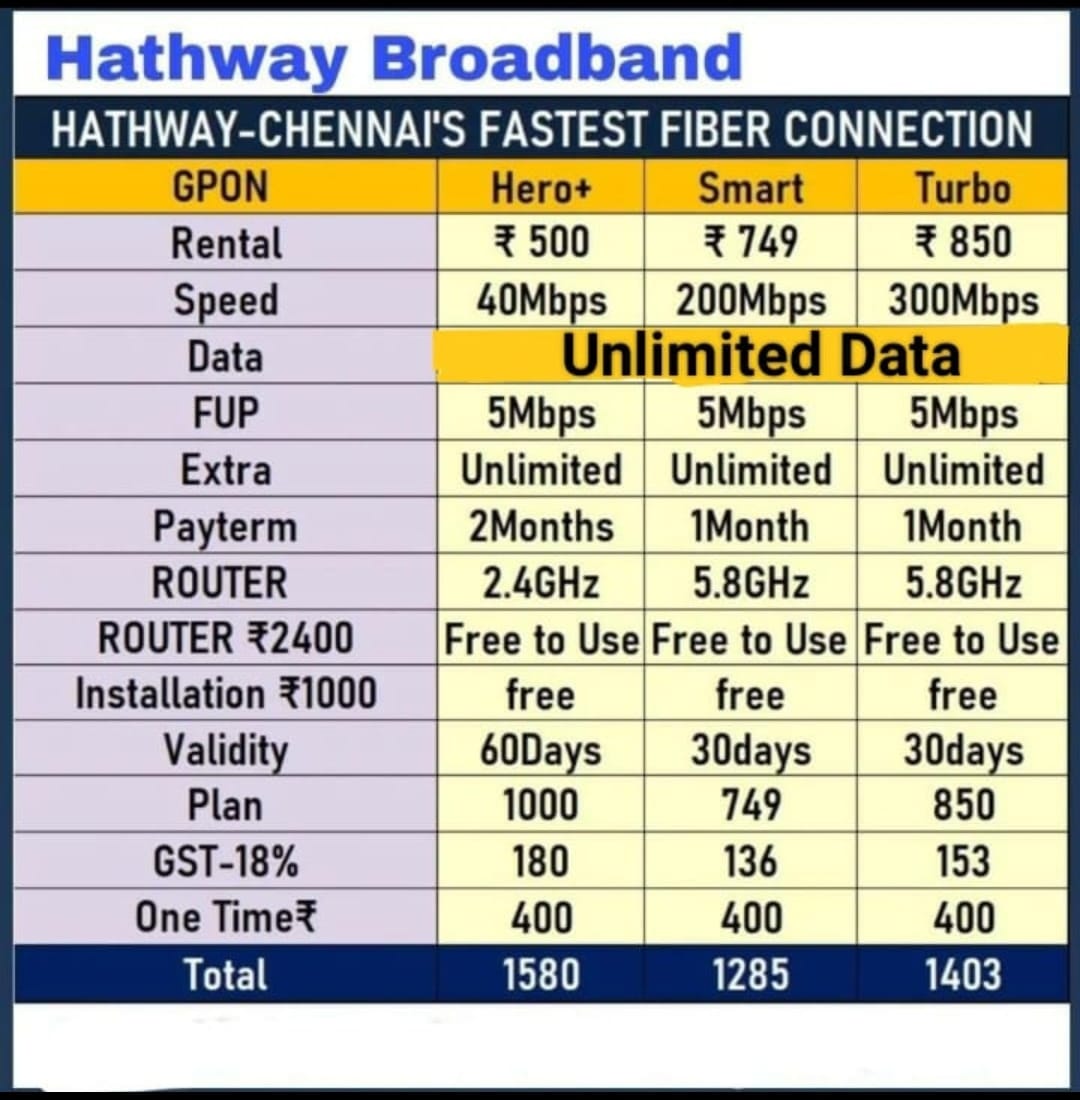 Hathway Broadband
HATHWAY-CHENNAI'S FASTEST FIBER CONNECTION
GPON Hero+ Smart Turbo
Rental ₹ 500 ₹ 749 ₹ 850
Speed 40Mbps 200Mbps 300Mbps
Data Unlimited Data
FUP 5Mbps 5Mbps 5Mbps
Extra Unlimited Unlimited Unlimited
Payterm 2Months 1Month 1Month
ROUTER 2.4GHz 5.8GHz 5.8GHz
ROUTER ₹2400 Free to Use Free to Use Free to Use
Installation ₹1000 free free free
Validity 60Days 30days 30days
Plan 1000 749 850
GST-18% 180 136 153
One Time₹ 400 400 400
Total 1580 1285 1403